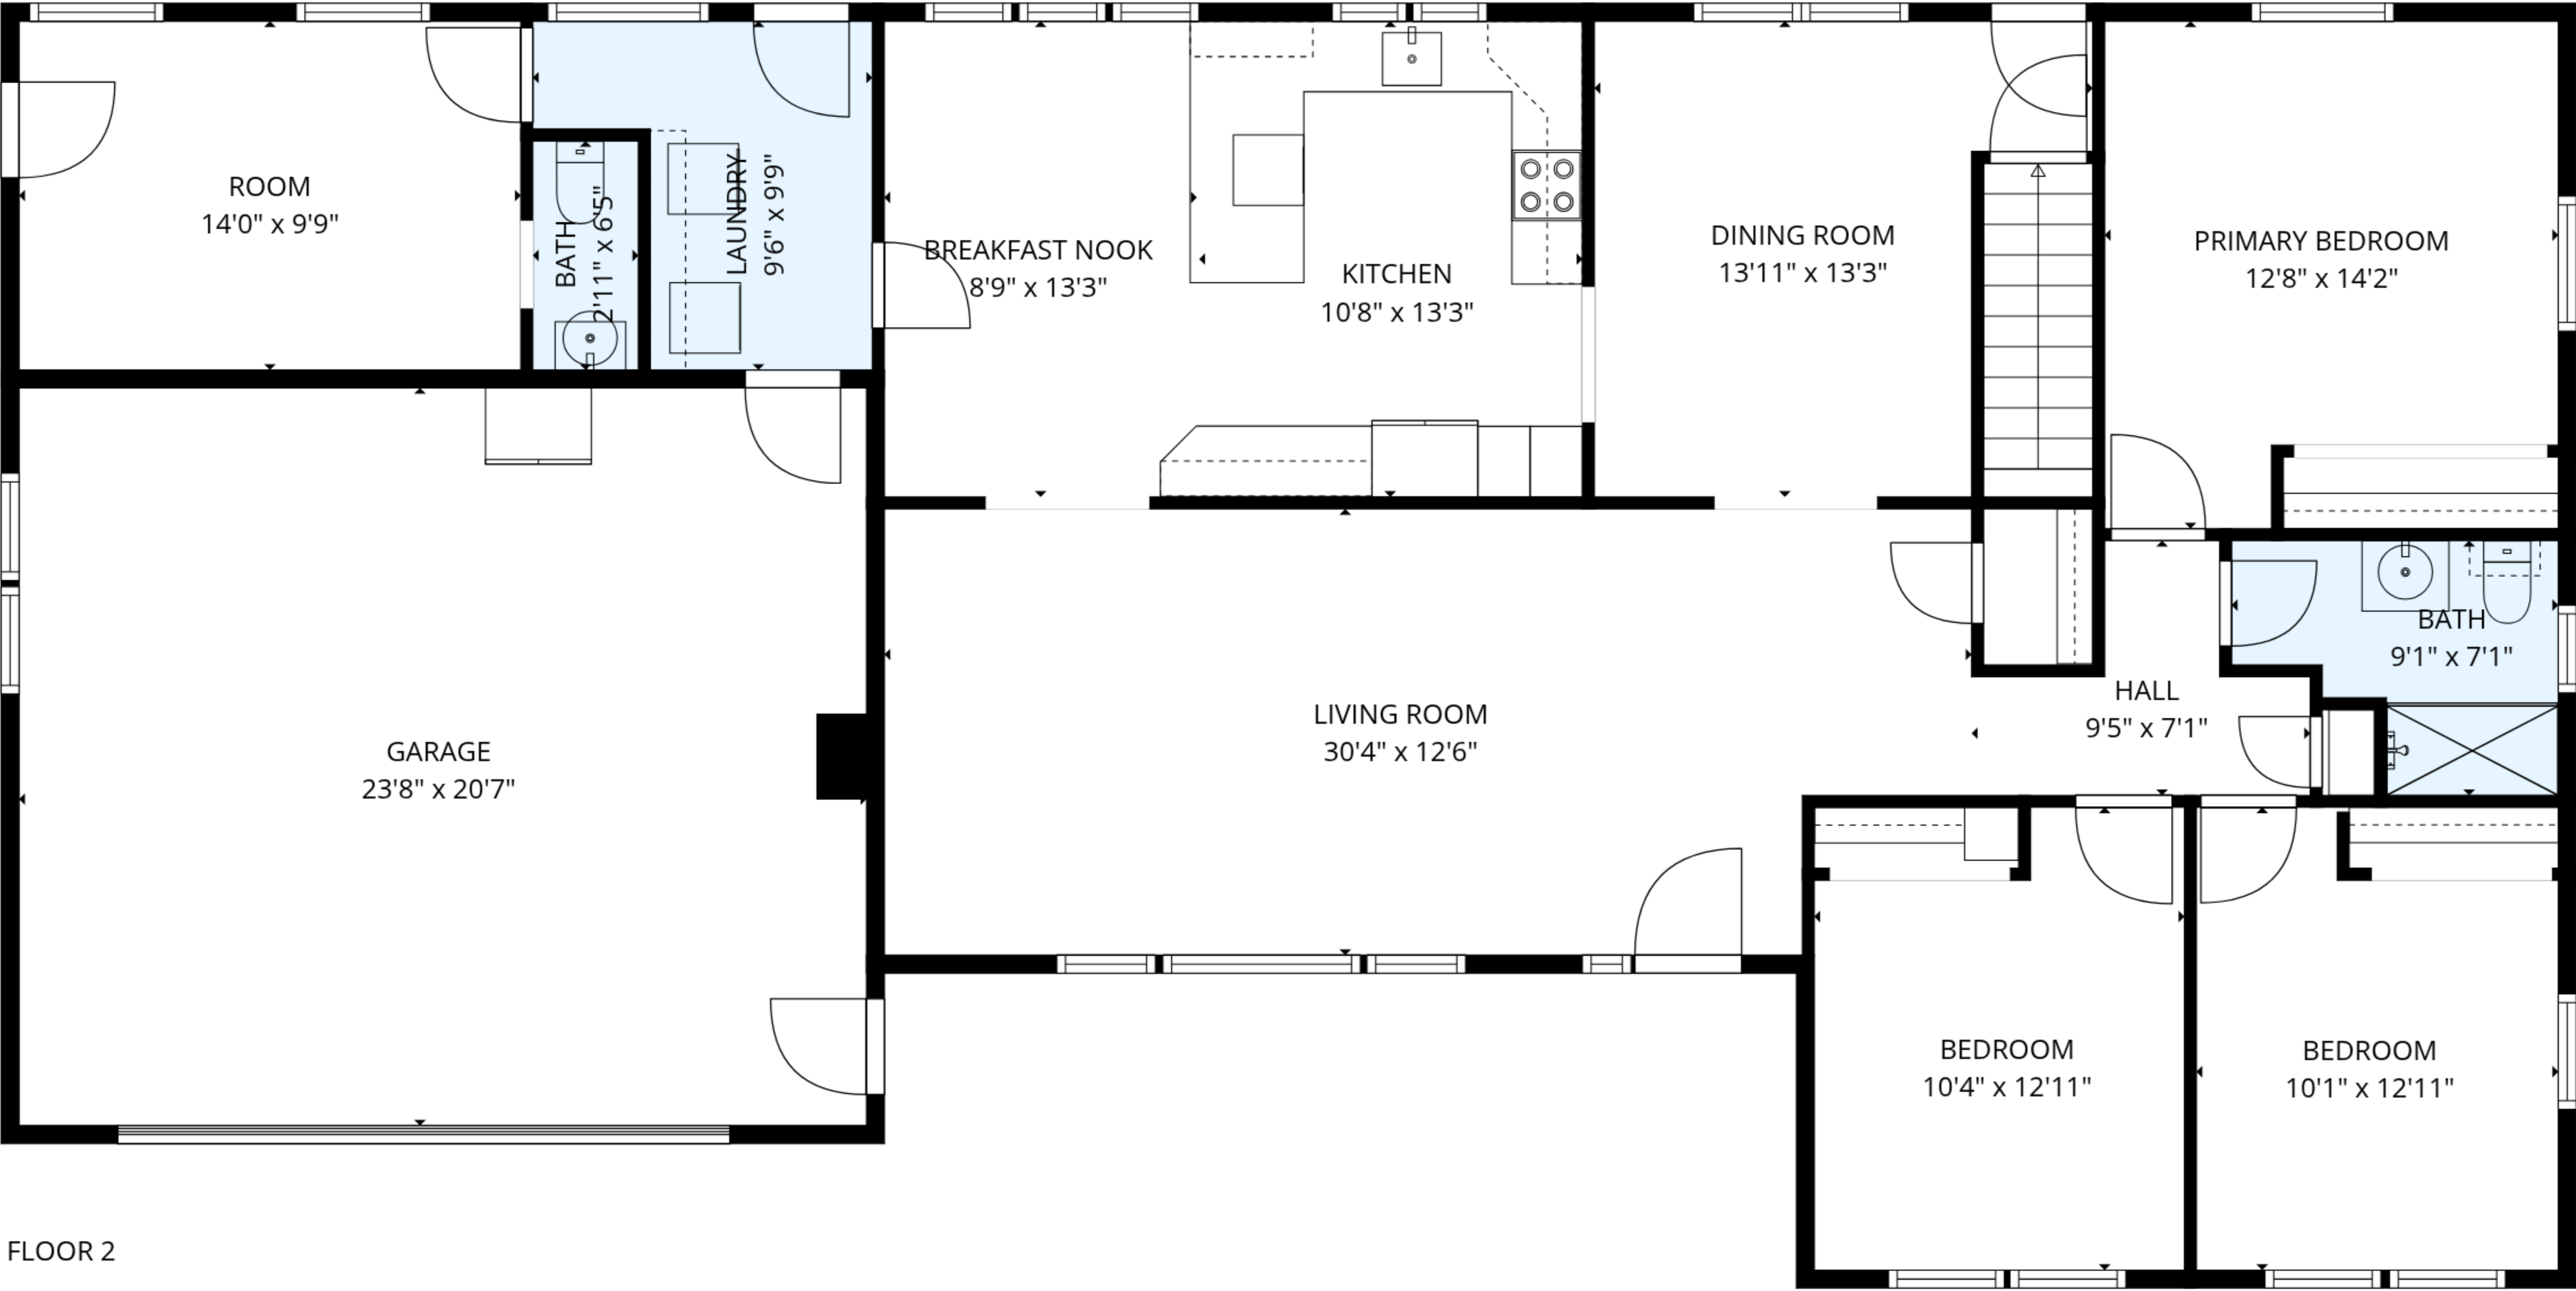 ROOM
14'0" x 9'9"
BATH
2'11" x 6'5"
LAUNDRY
9'6" x 9'9"
BREAKFAST NOOK
8'9" x 13'3"
KITCHEN
10'8" x 13'3"
DINING ROOM
13'11" x 13'3"
PRIMARY BEDROOM
12'8" x 14'2"
BATH
9'1" x 7'1"
HALL
9'5" x 7'1"
LIVING ROOM
30'4" x 12'6"
GARAGE
23'8" x 20'7"
BEDROOM
10'4" x 12'11"
BEDROOM
10'1" x 12'11"
FLOOR 2